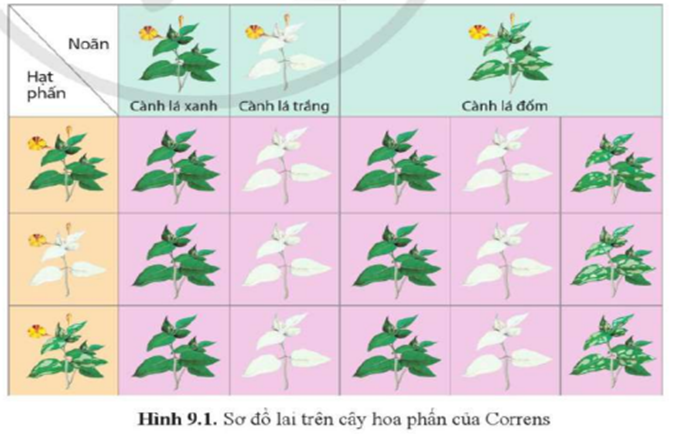 Noãn
Hạt
phấn
Cành lá xanh
Cành lá trắng
Cành lá đốm
Hình 9.1. Sơ đồ lai trên cây hoa phấn của Correns